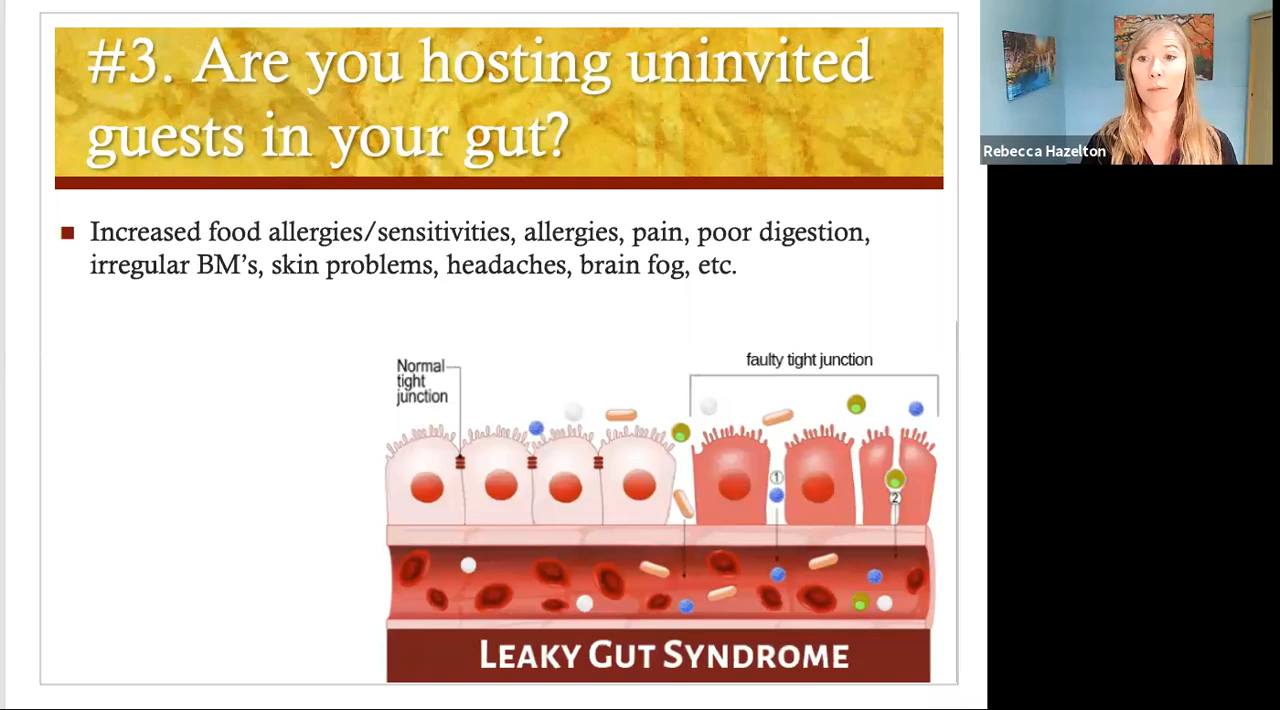 #3. Are you hosting uninvited
guests in your gut?
Rebecca Hazelton
■ Increased food allergies/sensitivities, allergies, pain, poor digestion,
irregular BM’s, skin problems, headaches, brain fog, etc.
Normal
tight
junction
faulty tight junction
1
2
LEAKY GUT SYNDROME